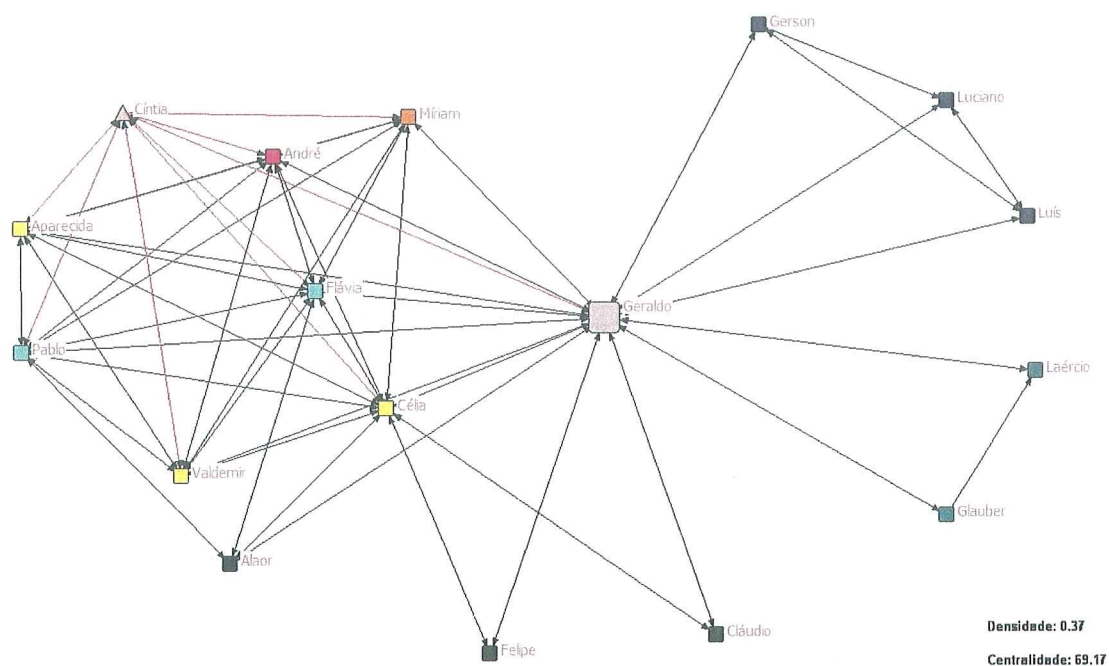 Gerson
Luciano
Cíntia
Míriam
André
Luís
Aparecida
Flávia
Geraldo
Pablo
Laércio
Célia
Valdemir
Glauber
Alaor
Densidade: 0.37
Cláudio
Felipe
Centralidade: 69.17